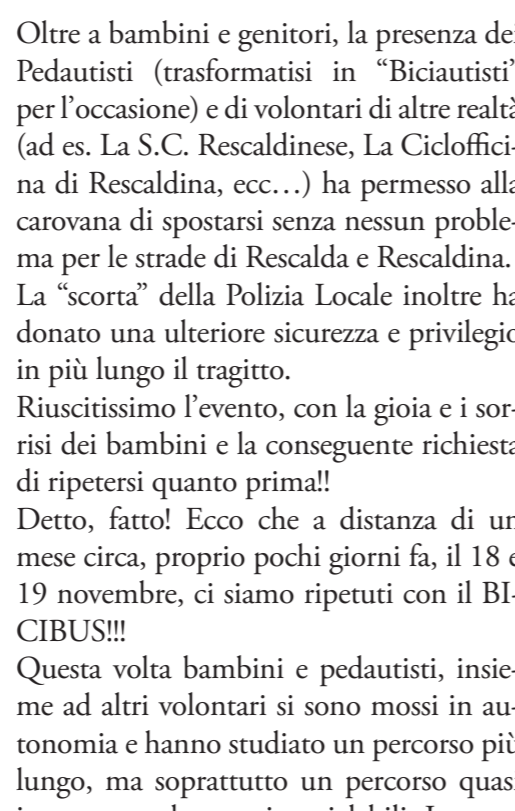 Oltre a bambini e genitori, la presenza dei
Pedautisti (trasformatisi in “Biciautisti”
per l’occasione) e di volontari di altre realtà
(ad es. La S.C. Rescaldinese, La Cicloffici-
na di Rescaldina, ecc…) ha permesso alla
carovana di spostarsi senza nessun proble-
ma per le strade di Rescalda e Rescaldina.
La “scorta” della Polizia Locale inoltre ha
donato una ulteriore sicurezza e privilegio
in più lungo il tragitto.
Riuscitissimo l’evento, con la gioia e i sor-
risi dei bambini e la conseguente richiesta
di ripetersi quanto prima!!
Detto, fatto! Ecco che a distanza di un
mese circa, proprio pochi giorni fa, il 18 e
19 novembre, ci siamo ripetuti con il BI-
CIBUS!!!
Questa volta bambini e pedautisti, insie-
me ad altri volontari si sono mossi in au-
tonomia e hanno studiato un percorso più
lungo, ma soprattutto un percorso quasi